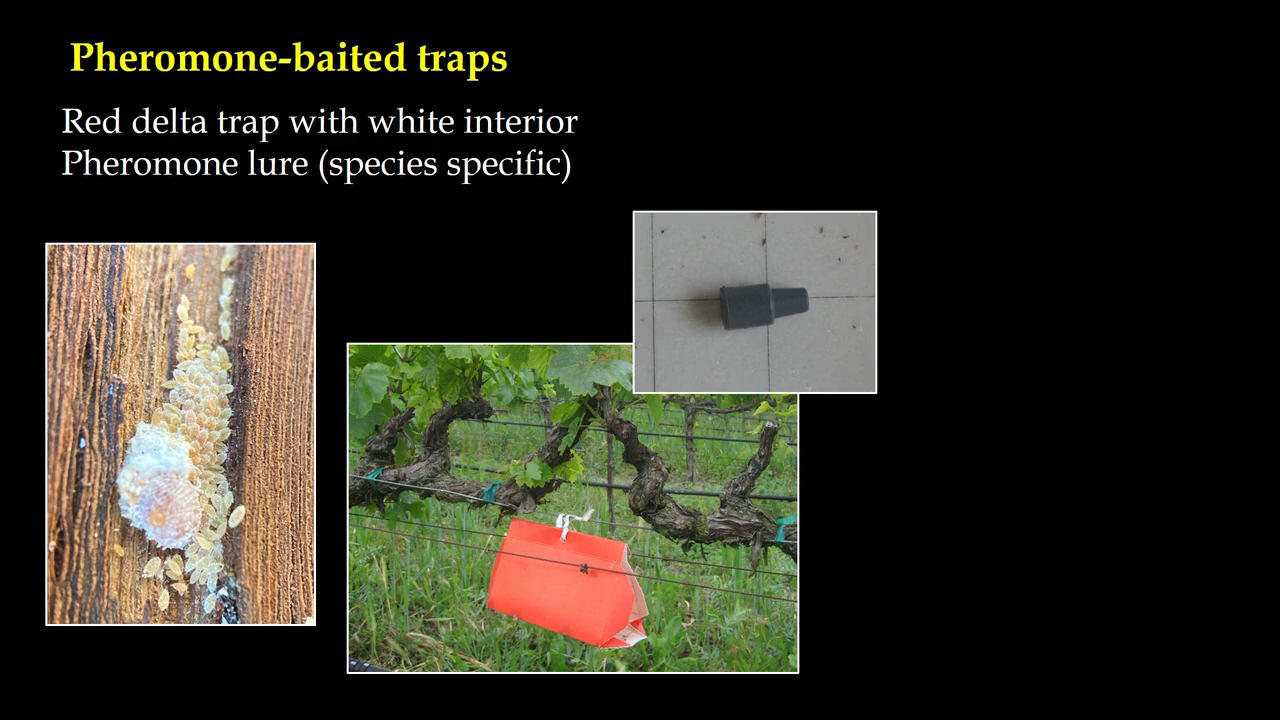 Pheromone-baited traps
Red delta trap with white interior
Pheromone lure (species specific)